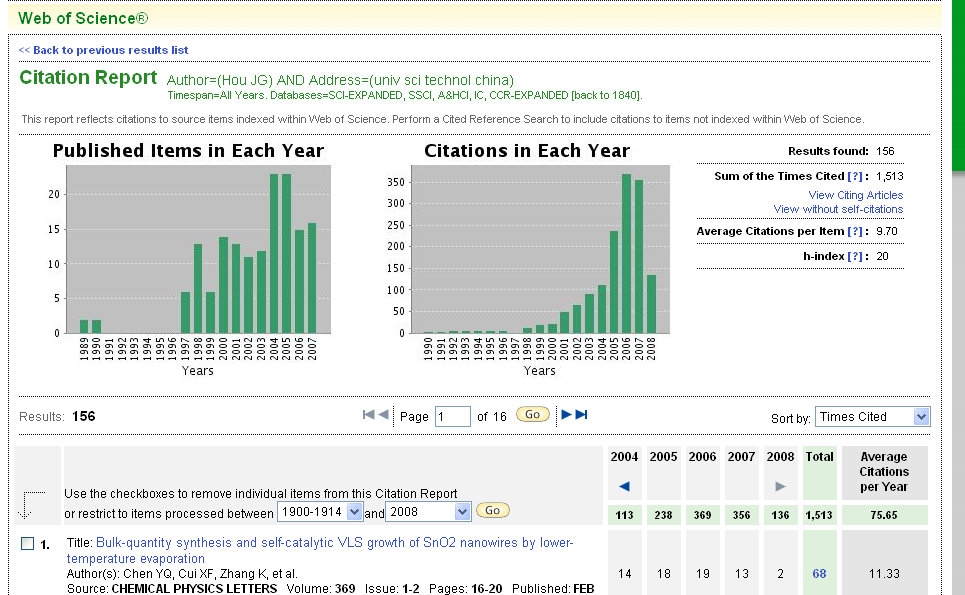 Web of Science®
<< Back to previous results list
Citation Report Author=(Hou JG) AND Address=(univ sci technol china)
Timespan=All Years. Databases=SCI-EXPANDED, SSCI, A&HCI, IC, CCR-EXPANDED [back to 1840].
This report reflects citations to source items indexed within Web of Science. Perform a Cited Reference Search to include citations to items not indexed within Web of Science.
Published Items in Each Year
20
15
10
5
0
1989 1990 1991 1992 1993 1994 1995 1996 1997 1998 1999 2000 2001 2002 2003 2004 2005 2006 2007
Years
Citations in Each Year
350
300
250
200
150
100
50
0
1990 1991 1992 1993 1994 1995 1996 1997 1998 1999 2000 2001 2002 2003 2004 2005 2006 2007 2008
Years
Results found: 156
Sum of the Times Cited [?] : 1,513
View Citing Articles
View without self-citations
Average Citations per Item [?] : 9.70
h-index [?] : 20
Results: 156
Page 1 of 16 Go
Sort by: Times Cited
2004 2005 2006 2007 2008 Total Average
Citations
per Year
Use the checkboxes to remove individual items from this Citation Report
or restrict to items processed between 1900-1914 and 2008 Go
113 238 369 356 136 1,513 75.65
1. Title: Bulk-quantity synthesis and self-catalytic VLS growth of SnO2 nanowires by lower-
temperature evaporation
Author(s): Chen YQ, Cui XF, Zhang K, et al.
Source: CHEMICAL PHYSICS LETTERS Volume: 369 Issue: 1-2 Pages: 16-20 Published: FEB
14 18 19 13 2 68 11.33